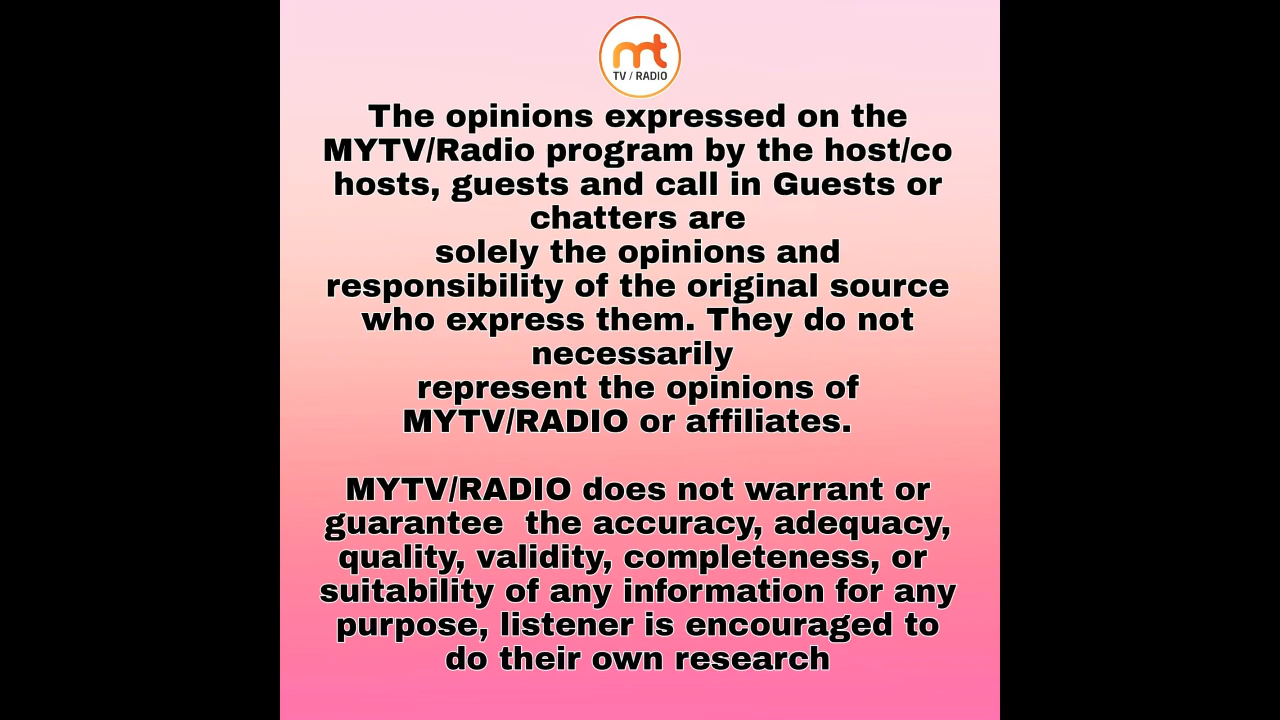 mt
TV / RADIO
The opinions expressed on the
MYTV/Radio program by the host/co
hosts, guests and call in Guests or
chatters are
solely the opinions and
responsibility of the original source
who express them. They do not
necessarily
represent the opinions of
MYTV/RADIO or affiliates.
MYTV/RADIO does not warrant or
guarantee  the accuracy, adequacy,
quality, validity, completeness, or
suitability of any information for any
purpose, listener is encouraged to
do their own research